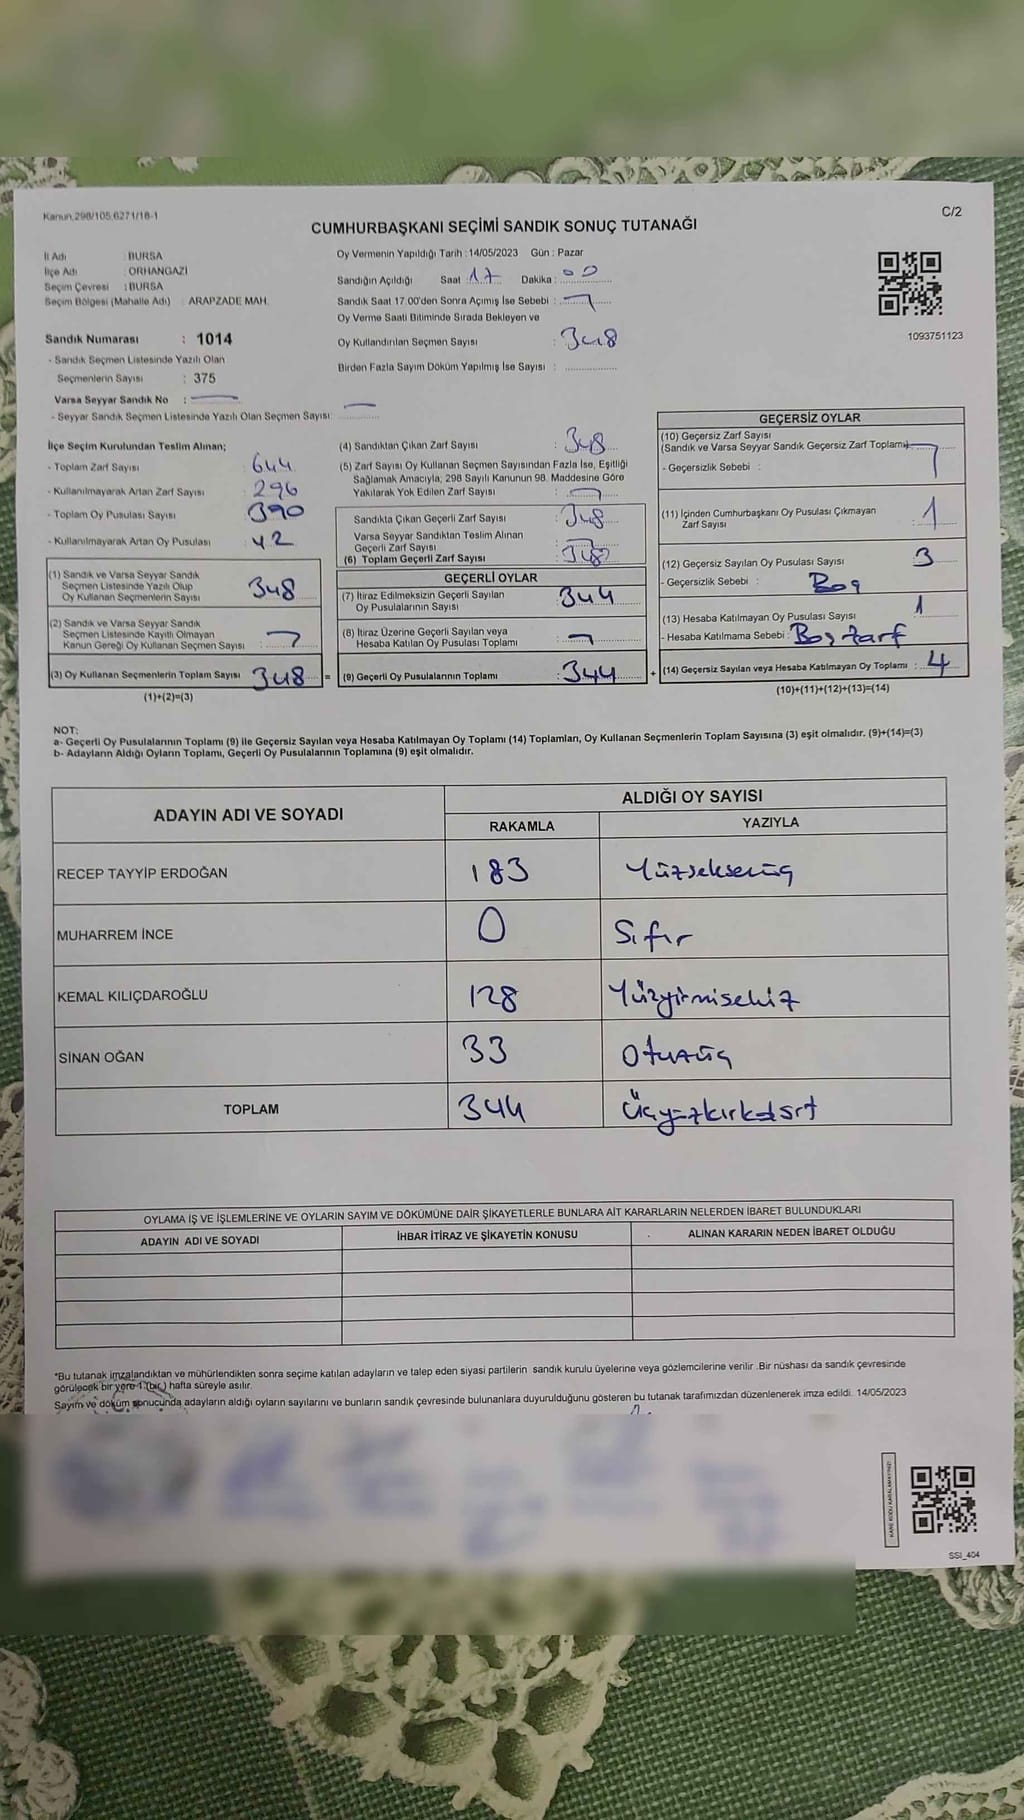 Kanun,298/105,6271/18-1
C/2
CUMHURBAŞKANI SEÇİMİ SANDIK SONUÇ TUTANAĞI
İl Adı : BURSA
İlçe Adı : ORHANGAZİ
Seçim Çevresi : BURSA
Seçim Bölgesi (Mahalle Adı) : ARAPZADE MAH.
Sandık Numarası : 1014
- Sandık Seçmen Listesinde Yazılı Olan
Seçmenlerin Sayısı : 375
Varsa Seyyar Sandık No :
- Seyyar Sandık Seçmen Listesinde Yazılı Olan Seçmen Sayısı:
Oy Vermenin Yapıldığı Tarih : 14/05/2023 Gün : Pazar
Sandığın Açıldığı Saat : 17 Dakika : 00
Sandık Saat 17.00'den Sonra Açılmış İse Sebebi :
Oy Verme Saati Bitiminde Sırada Bekleyen ve
Oy Kullandırılan Seçmen Sayısı : 348
Birden Fazla Sayım Döküm Yapılmış İse Sayısı :
1093751123
İlçe Seçim Kurulundan Teslim Alınan;
- Toplam Zarf Sayısı : 644
- Kullanılmayarak Artan Zarf Sayısı : 296
- Toplam Oy Pusulası Sayısı : 390
- Kullanılmayarak Artan Oy Pusulası : 42
(1) Sandık ve Varsa Seyyar Sandık
Seçmen Listesinde Yazılı Olup
Oy Kullanan Seçmenlerin Sayısı 348
(2) Sandık ve Varsa Seyyar Sandık
Seçmen Listesinde Kayıtlı Olmayan
Kanun Gereği Oy Kullanan Seçmen Sayısı :
(3) Oy Kullanan Seçmenlerin Toplam Sayısı 348 =
(1)+(2)=(3)
(4) Sandıktan Çıkan Zarf Sayısı : 348
(5) Zarf Sayısı Oy Kullanan Seçmen Sayısından Fazla İse, Eşitliği
Sağlamak Amacıyla; 298 Sayılı Kanunun 98. Maddesine Göre
Yakılarak Yok Edilen Zarf Sayısı :
Sandıkta Çıkan Geçerli Zarf Sayısı : 348
Varsa Seyyar Sandıktan Teslim Alınan
Geçerli Zarf Sayısı :
(6) Toplam Geçerli Zarf Sayısı : 348
GEÇERLİ OYLAR
(7) İtiraz Edilmeksizin Geçerli Sayılan
Oy Pusulalarının Sayısı : 344
(8) İtiraz Üzerine Geçerli Sayılan veya
Hesaba Katılan Oy Pusulası Toplamı :
(9) Geçerli Oy Pusulalarının Toplamı : 344 +
GEÇERSİZ OYLAR
(10) Geçersiz Zarf Sayısı
(Sandık ve Varsa Seyyar Sandık Geçersiz Zarf Toplamı)
- Geçersizlik Sebebi :
(11) İçinden Cumhurbaşkanı Oy Pusulası Çıkmayan
Zarf Sayısı : 1
(12) Geçersiz Sayılan Oy Pusulası Sayısı : 3
- Geçersizlik Sebebi : Boş
(13) Hesaba Katılmayan Oy Pusulası Sayısı : 1
- Hesaba Katılmama Sebebi : Boş zarf
(14) Geçersiz Sayılan veya Hesaba Katılmayan Oy Toplamı : 4
(10)+(11)+(12)+(13)=(14)
NOT:
a- Geçerli Oy Pusulalarının Toplamı (9) ile Geçersiz Sayılan veya Hesaba Katılmayan Oy Toplamı (14) Toplamları, Oy Kullanan Seçmenlerin Toplam Sayısına (3) eşit olmalıdır. (9)+(14)=(3)
b- Adayların Aldığı Oyların Toplamı, Geçerli Oy Pusulalarının Toplamına (9) eşit olmalıdır.
ADAYIN ADI VE SOYADI ALDIĞI OY SAYISI
RAKAMLA YAZIYLA
RECEP TAYYİP ERDOĞAN 183 Yüzseksenüç
MUHARREM İNCE 0 Sıfır
KEMAL KILIÇDAROĞLU 128 Yüzyirmisekiz
SİNAN OĞAN 33 Otuzüç
TOPLAM 344 Üçyüzkırkdört
OYLAMA İŞ VE İŞLEMLERİNE VE OYLARIN SAYIM VE DÖKÜMÜNE DAİR ŞİKAYETLERLE BUNLARA AİT KARARLARIN NELERDEN İBARET BULUNDUKLARI
ADAYIN ADI VE SOYADI İHBAR İTİRAZ VE ŞİKAYETİN KONUSU ALINAN KARARIN NEDEN İBARET OLDUĞU
*Bu tutanak imzalandıktan ve mühürlendikten sonra seçime katılan adayların ve talep eden siyasi partilerin sandık kurulu üyelerine veya gözlemcilerine verilir .Bir nüshası da sandık çevresinde
görülecek bir yere 1 (bir) hafta süreyle asılır.
Sayım ve döküm sonucunda adayların aldığı oyların sayılarını ve bunların sandık çevresinde bulunanlara duyurulduğunu gösteren bu tutanak tarafımızdan düzenlenerek imza edildi. 14/05/2023
KARE KODU KARALAMAYINIZ!
SSI_404